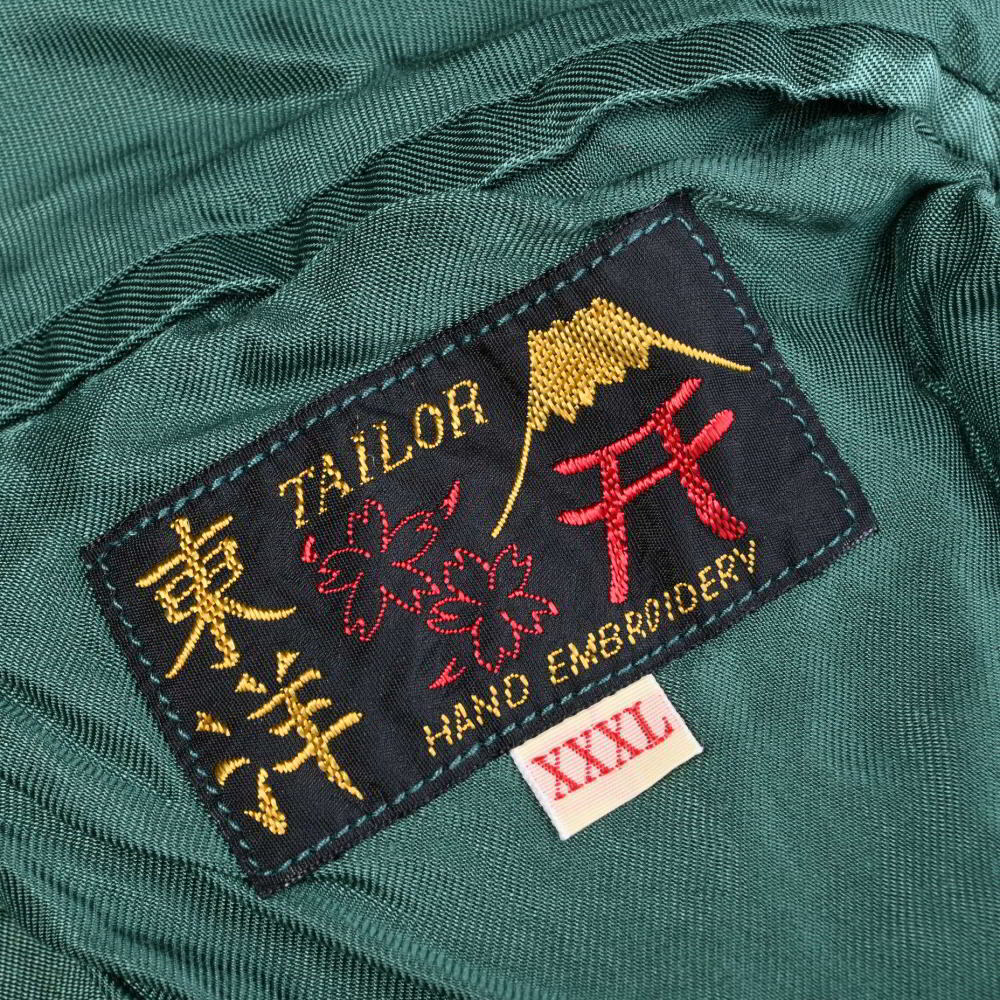 東洋
TAILOR
HAND EMBROIDERY
XXXL